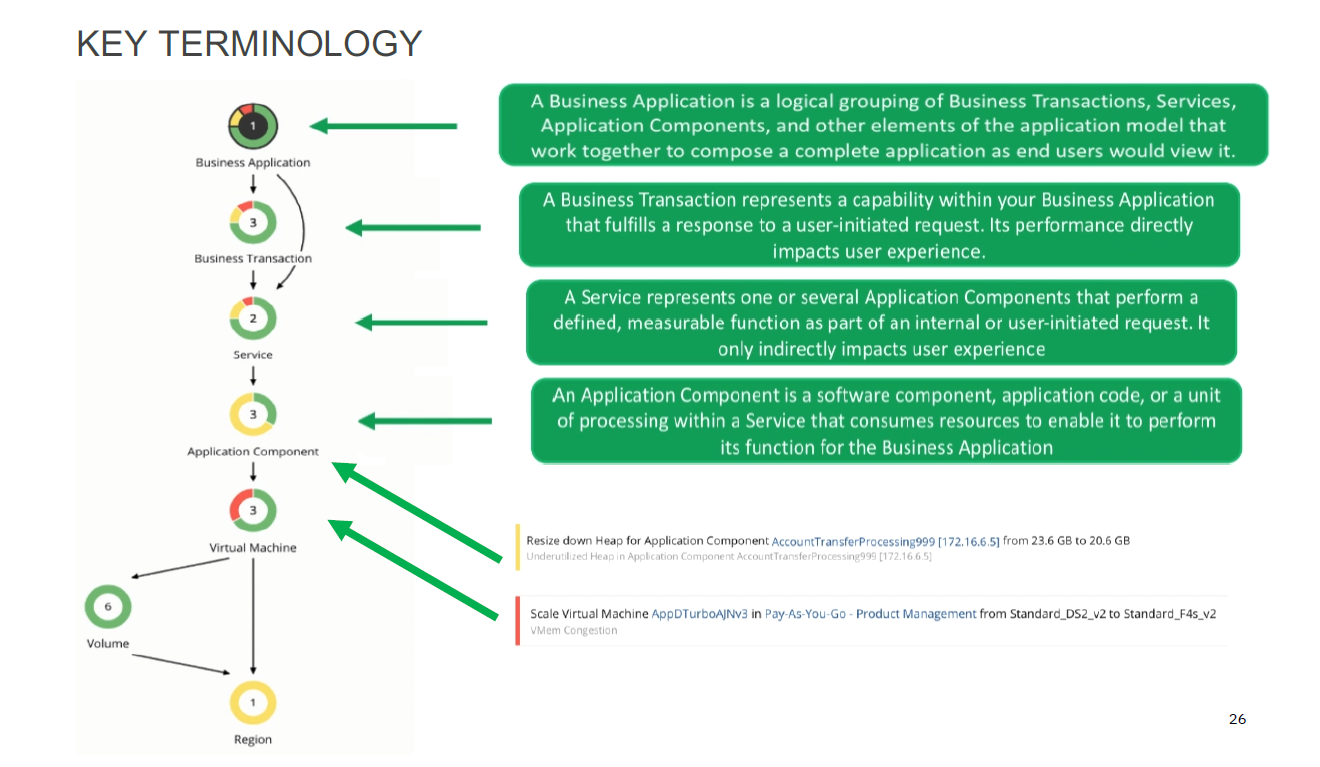 KEY TERMINOLOGY
1
Business Application
A Business Application is a logical grouping of Business Transactions, Services,
Application Components, and other elements of the application model that
work together to compose a complete application as end users would view it.
3
Business Transaction
A Business Transaction represents a capability within your Business Application
that fulfills a response to a user-initiated request. Its performance directly
impacts user experience.
2
Service
A Service represents one or several Application Components that perform a
defined, measurable function as part of an internal or user-initiated request. It
only indirectly impacts user experience
3
Application Component
An Application Component is a software component, application code, or a unit
of processing within a Service that consumes resources to enable it to perform
its function for the Business Application
3
Virtual Machine
Resize down Heap for Application Component AccountTransferProcessing999 [172.16.6.5] from 23.6 GB to 20.6 GB
Underutilized Heap in Application Component AccountTransferProcessing999 [172.16.6.5]
6
Volume
Scale Virtual Machine AppDTurboAJNv3 in Pay-As-You-Go - Product Management from Standard_DS2_v2 to Standard_F4s_v2
VMem Congestion
1
Region
26